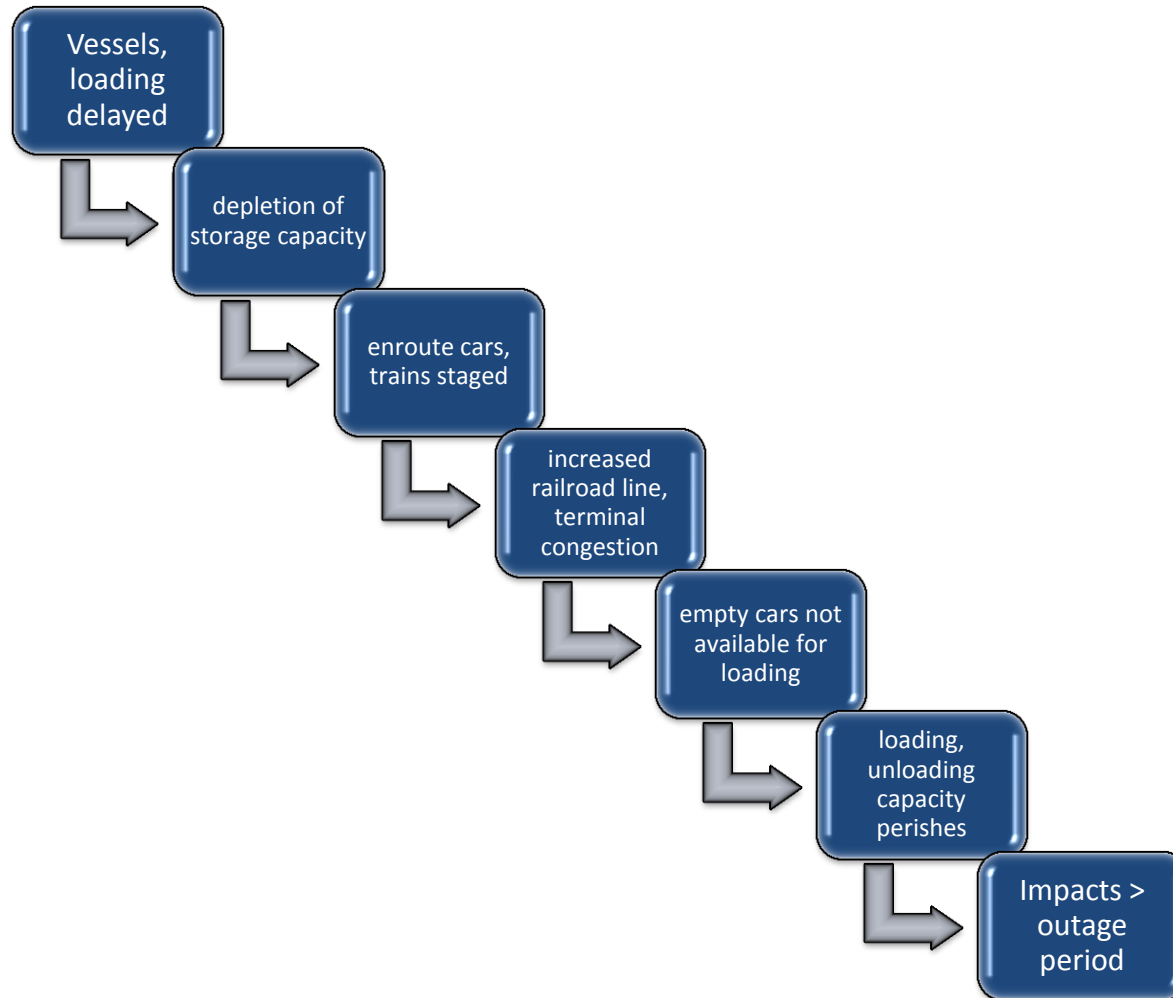 Vessels,
loading
delayed
depletion of
storage capacity
enroute cars,
trains staged
increased
railroad line,
terminal
congestion
empty cars not
available for
loading
loading,
unloading
capacity
perishes
Impacts >
outage
period